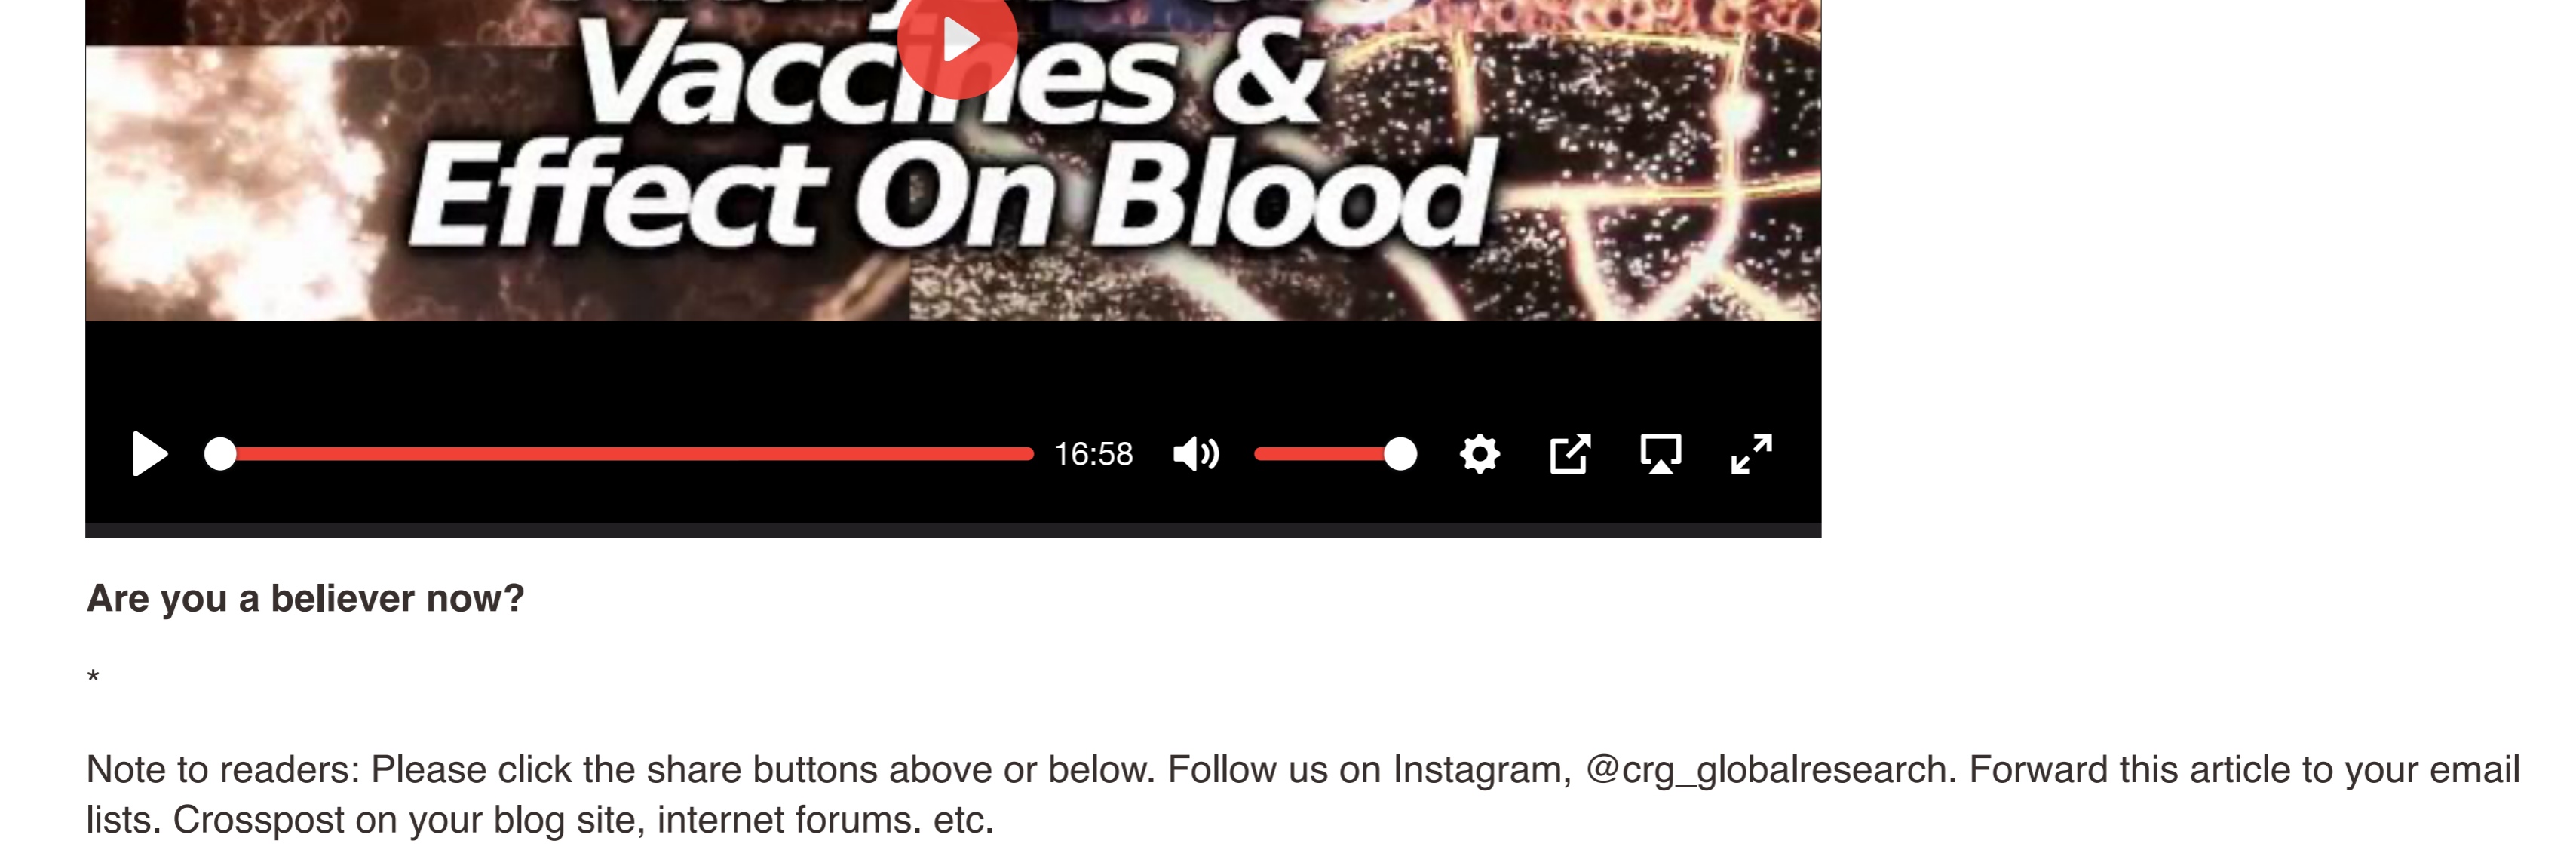 Vaccines &
Effect On Blood
16:58
Are you a believer now?
*
Note to readers: Please click the share buttons above or below. Follow us on Instagram, @crg_globalresearch. Forward this article to your email
lists. Crosspost on your blog site, internet forums. etc.